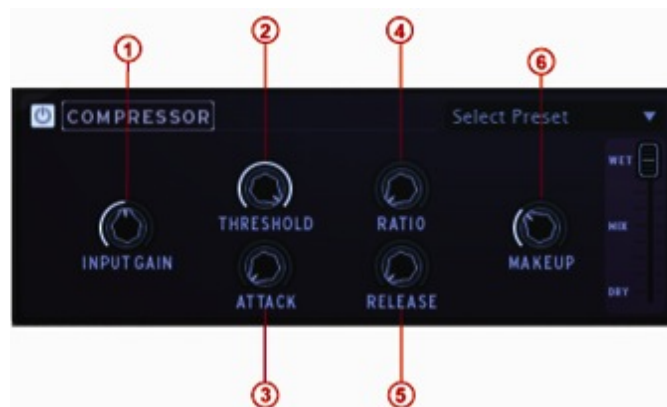 1 2 4 6
COMPRESSOR Select Preset
WET
THRESHOLD RATIO
MIX
INPUT GAIN MAKEUP
DRY
ATTACK RELEASE
3 5